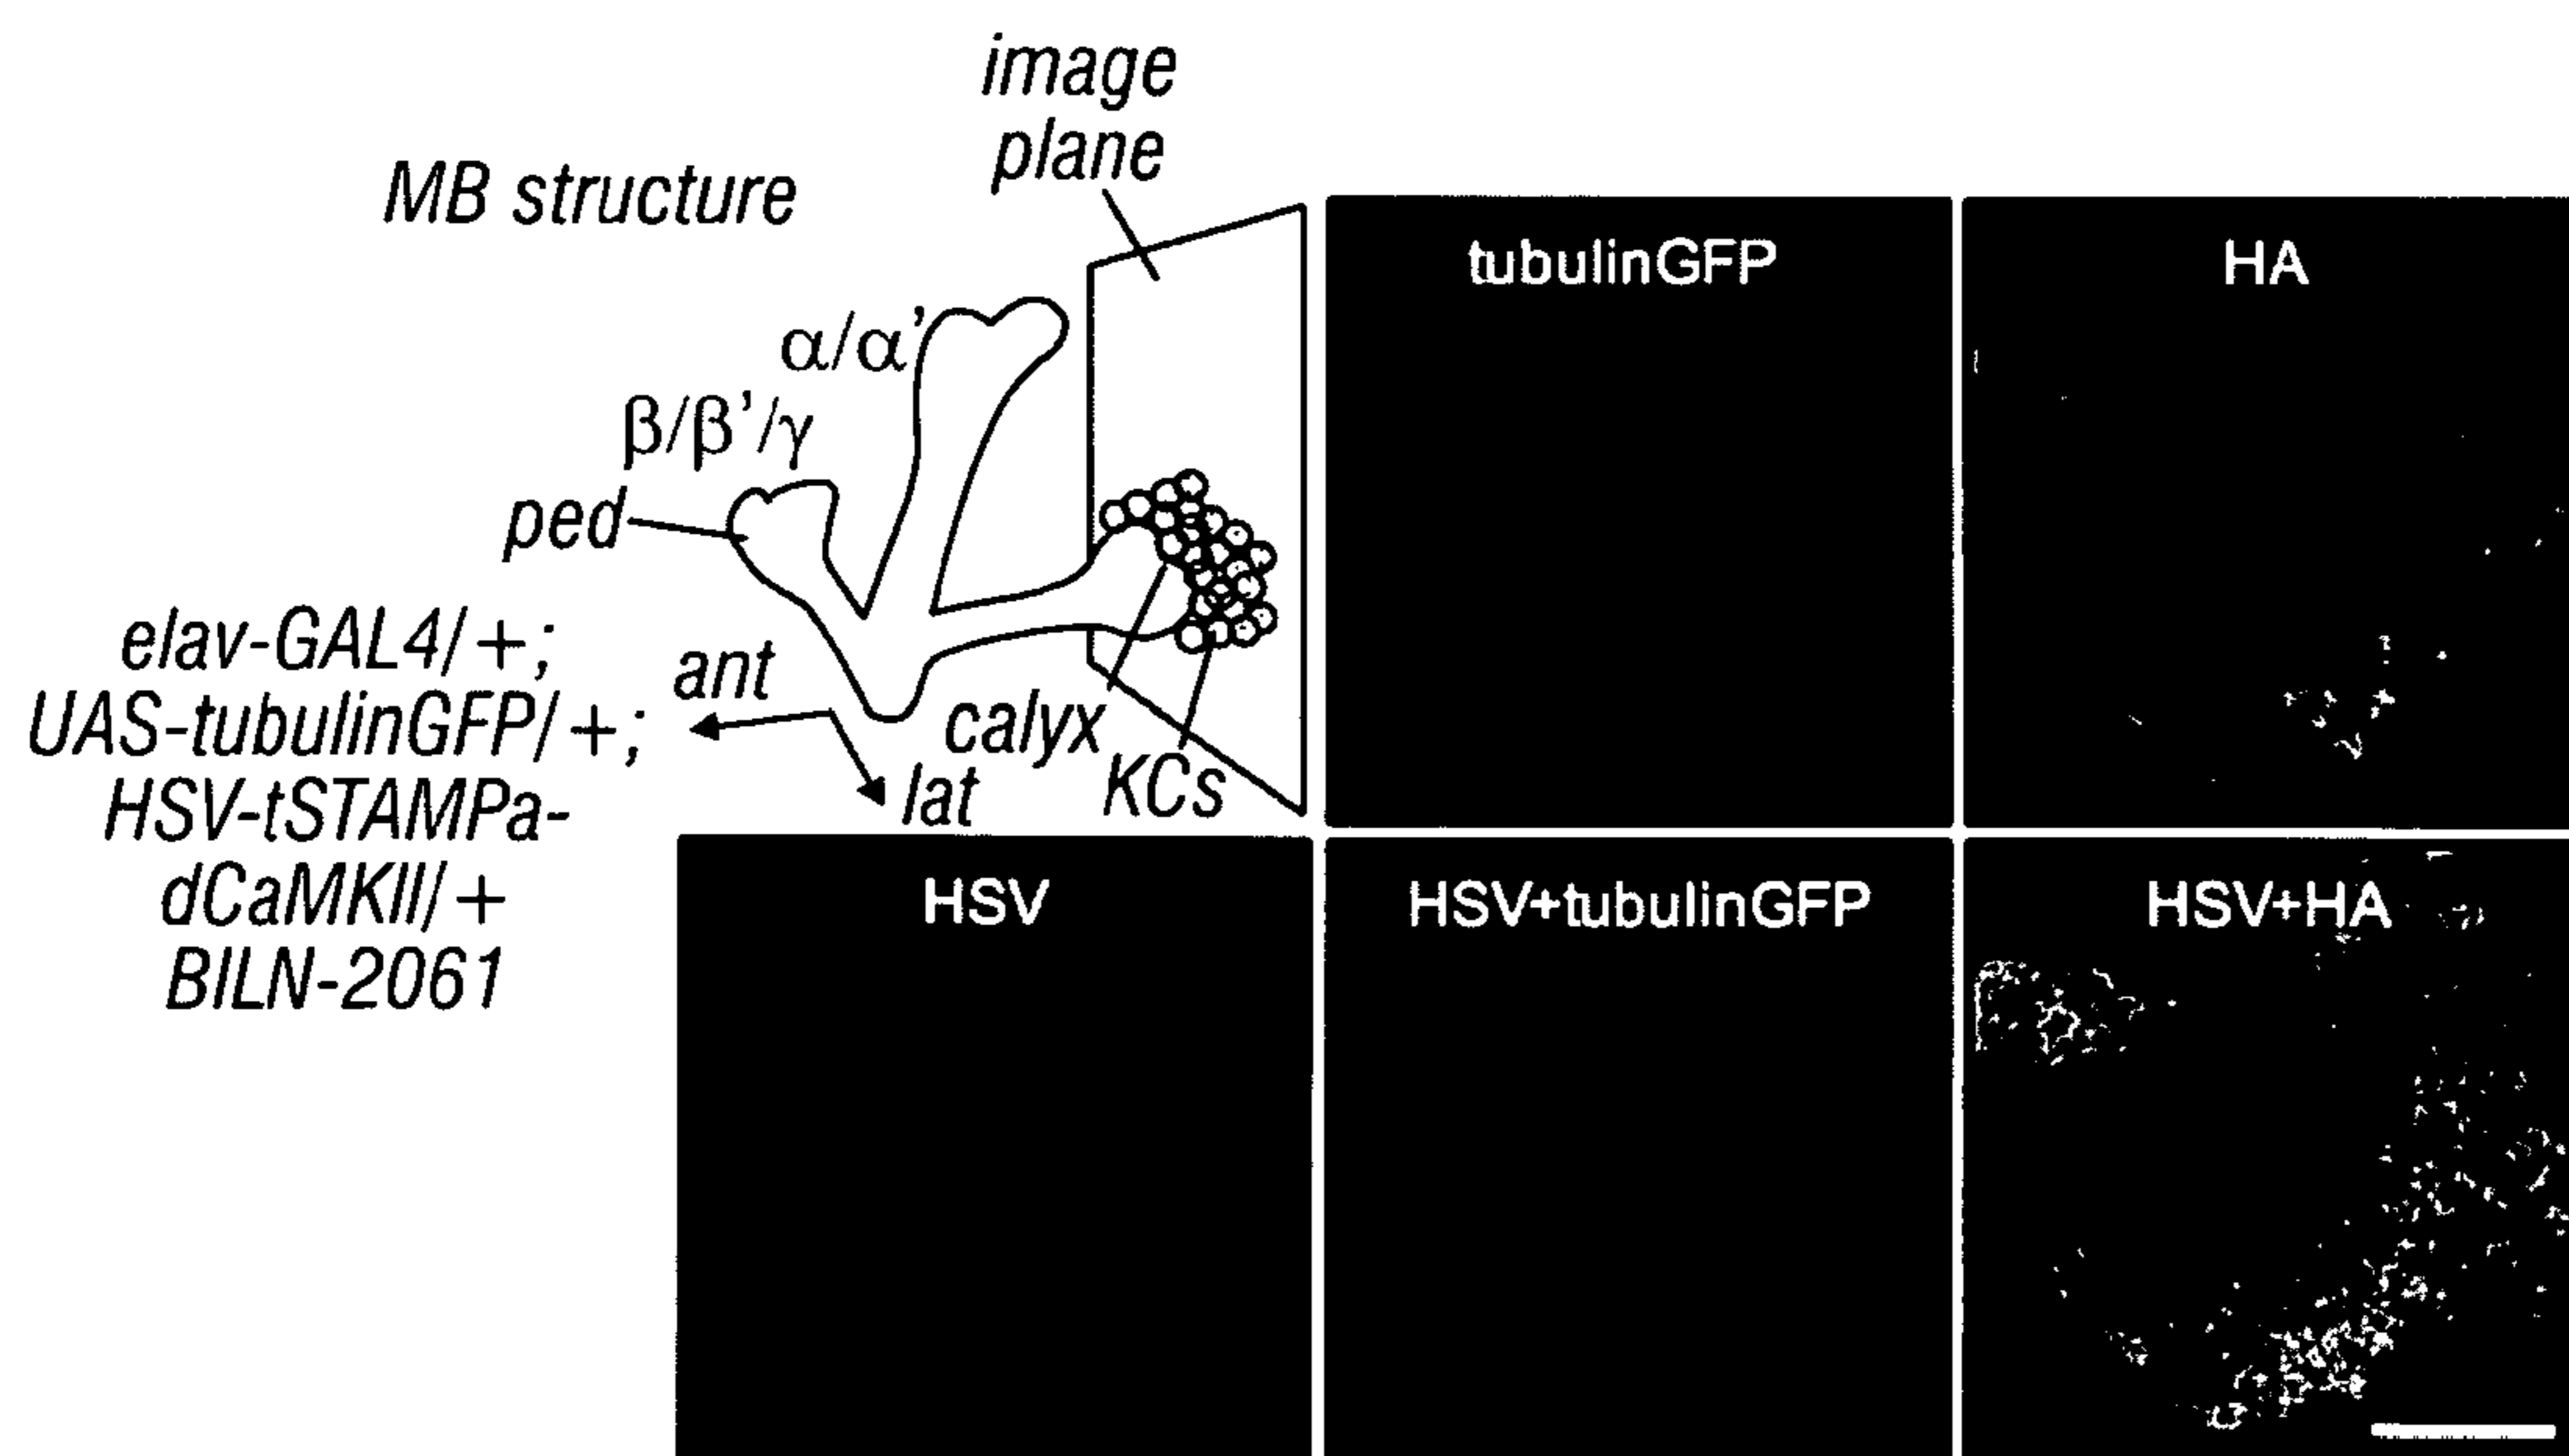 image
plane
MB structure
α/α’
β/β’/γ
ped
elav-GAL4/+;
UAS-tubulinGFP/+;
HSV-tSTAMPa-
dCaMKII/+
BILN-2061
ant
lat
calyx
KCs
tubulinGFP
HA
HSV
HSV+tubulinGFP
HSV+HA